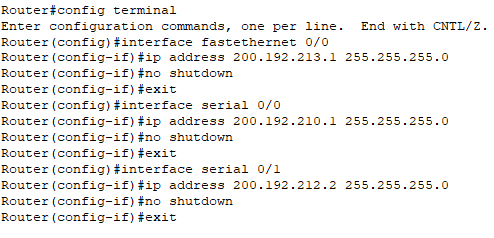 Router#config terminal
Enter configuration commands, one per line.  End with CNTL/Z.
Router(config)#interface fastethernet 0/0
Router(config-if)#ip address 200.192.213.1 255.255.255.0
Router(config-if)#no shutdown
Router(config-if)#exit
Router(config)#interface serial 0/0
Router(config-if)#ip address 200.192.210.1 255.255.255.0
Router(config-if)#no shutdown
Router(config-if)#exit
Router(config)#interface serial 0/1
Router(config-if)#ip address 200.192.212.2 255.255.255.0
Router(config-if)#no shutdown
Router(config-if)#exit